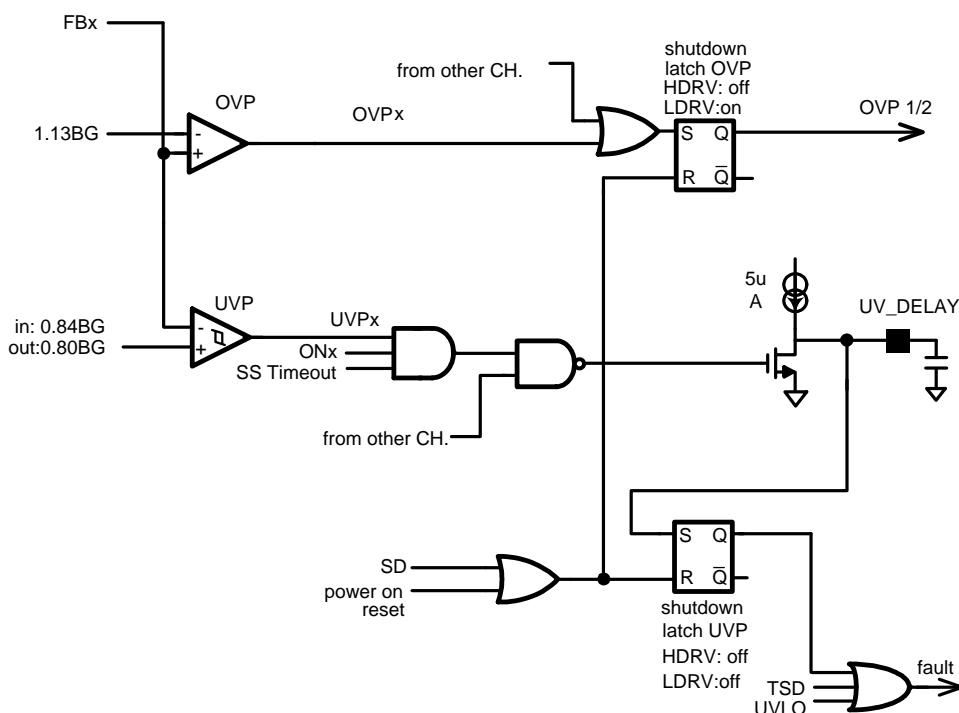 FBx
OVP
1.13BG
-
+
OVPx
from other CH.
shutdown
latch OVP
HDRV: off
LDRV:on
S Q
R Q
OVP 1/2
UVP
in: 0.84BG
out:0.80BG
-
+
UVPx
ONx
SS Timeout
from other CH.
5u
A
UV_DELAY
SD
power on
reset
S Q
R Q
shutdown
latch UVP
HDRV: off
LDRV:off
TSD
UVLO
fault